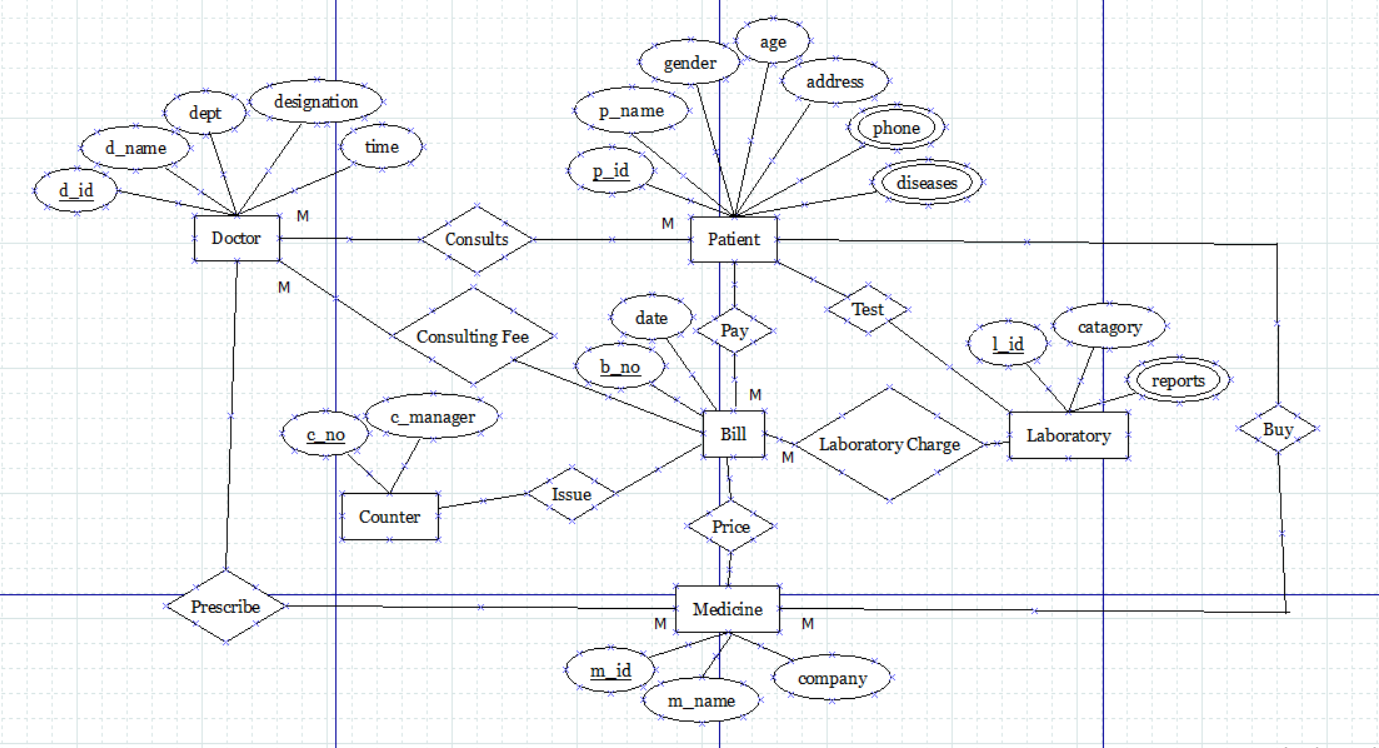 age
gender
address
designation
dept
p_name
phone
time
d_name
p_id
diseases
d_id
M
M
Doctor
Consults
Patient
M
Test
date
Pay
catagory
Consulting Fee
l_id
b_no
reports
M
c_manager
c_no
Bill
Laboratory Charge
Laboratory
Buy
M
Issue
Counter
Price
Prescribe
Medicine
M
M
m_id
company
m_name